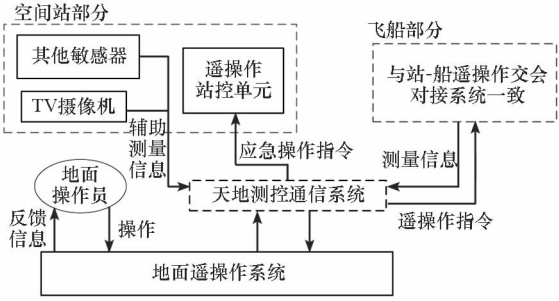 空间站部分
其他敏感器
TV摄像机
遥操作
站控单元
飞船部分
与站-船遥操作交会
对接系统一致
辅助
测量
信息
应急操作指令
测量信息
地面
操作员
天地测控通信系统
遥操作指令
反馈
信息
操作
地面遥操作系统